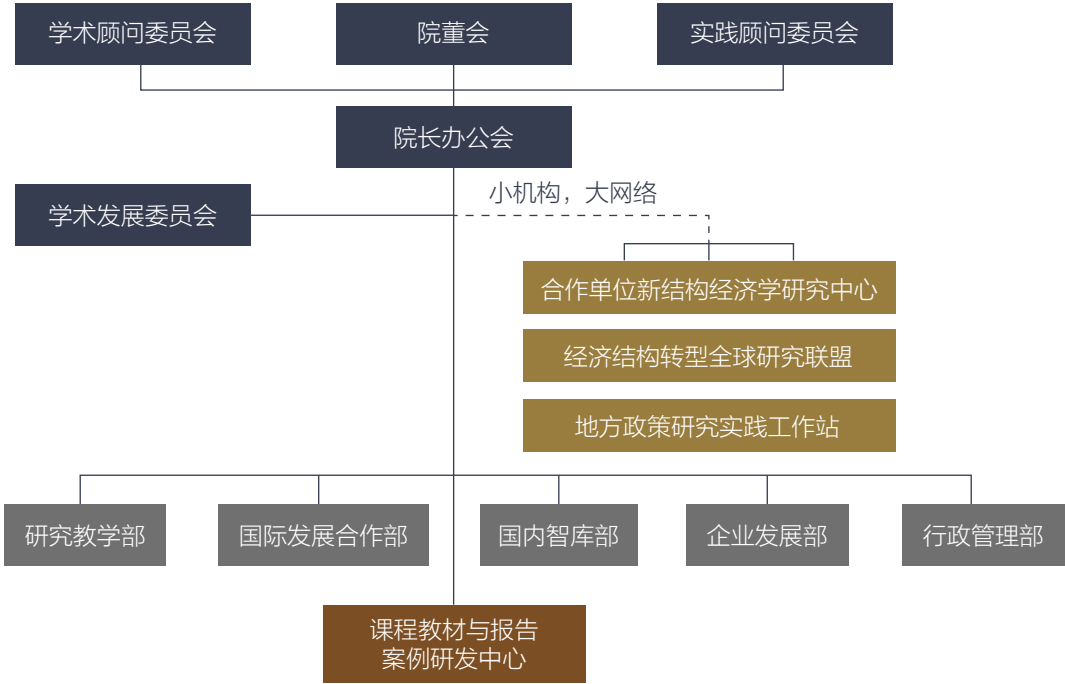 学术顾问委员会
院董会
实践顾问委员会
院长办公会
小机构，大网络
学术发展委员会
合作单位新结构经济学研究中心
经济结构转型全球研究联盟
地方政策研究实践工作站
研究教学部
国际发展合作部
国内智库部
企业发展部
行政管理部
课程教材与报告
案例研发中心